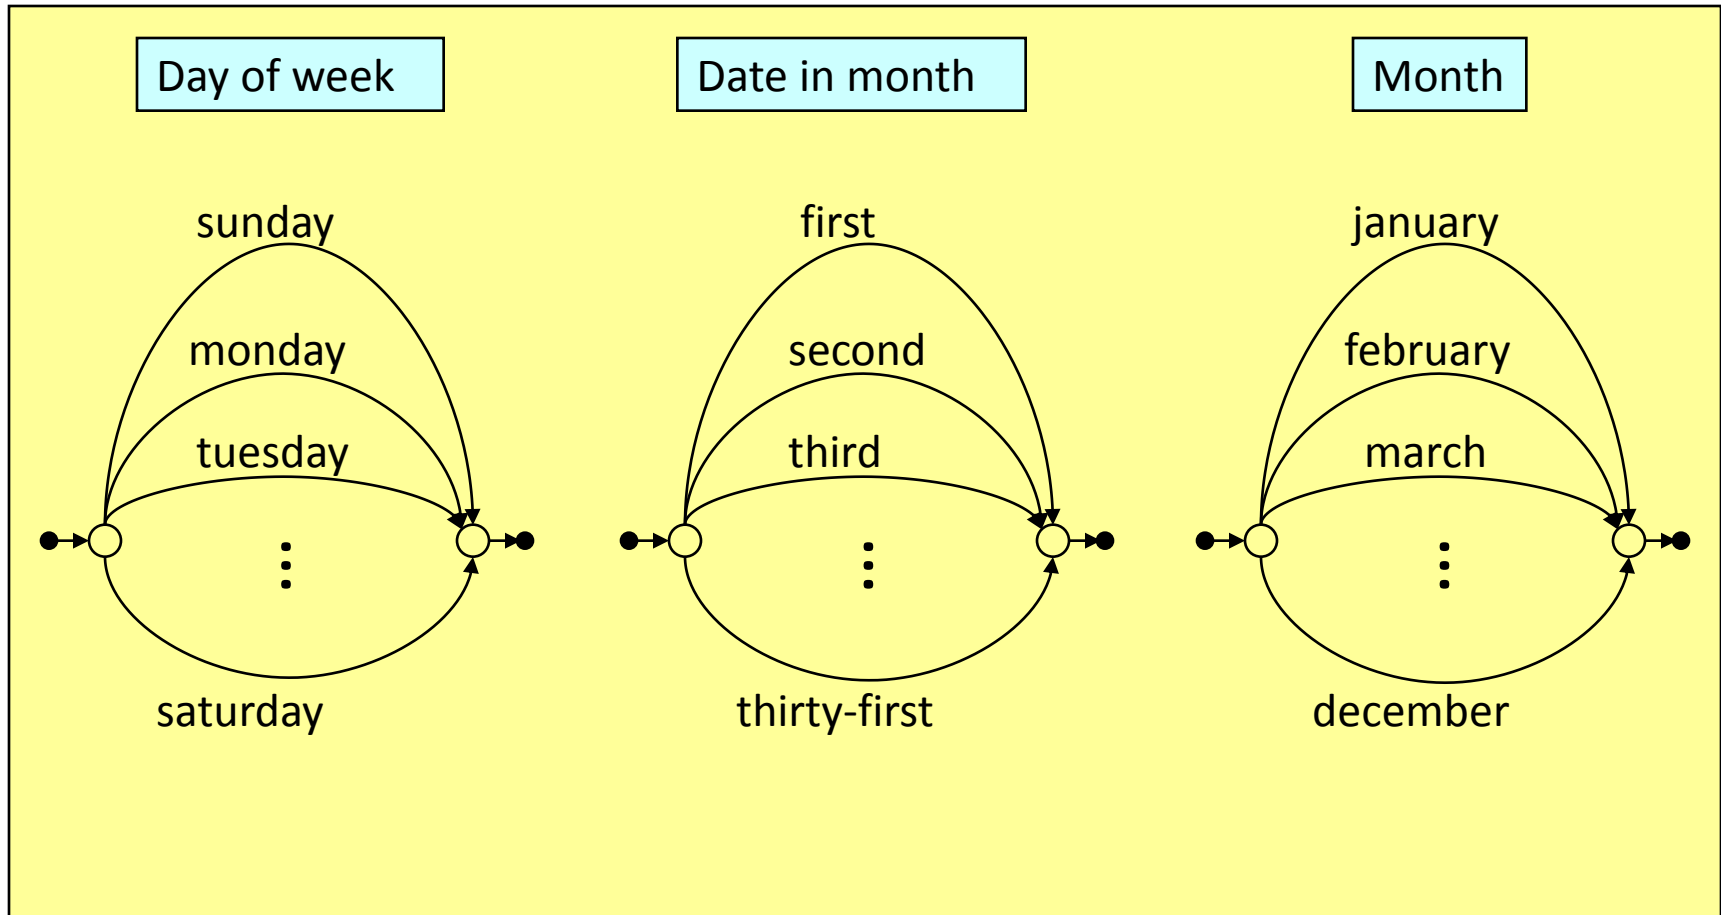 Day of week
Date in month
Month
sunday
first
january
monday
second
february
tuesday
third
march
saturday
thirty-first
december